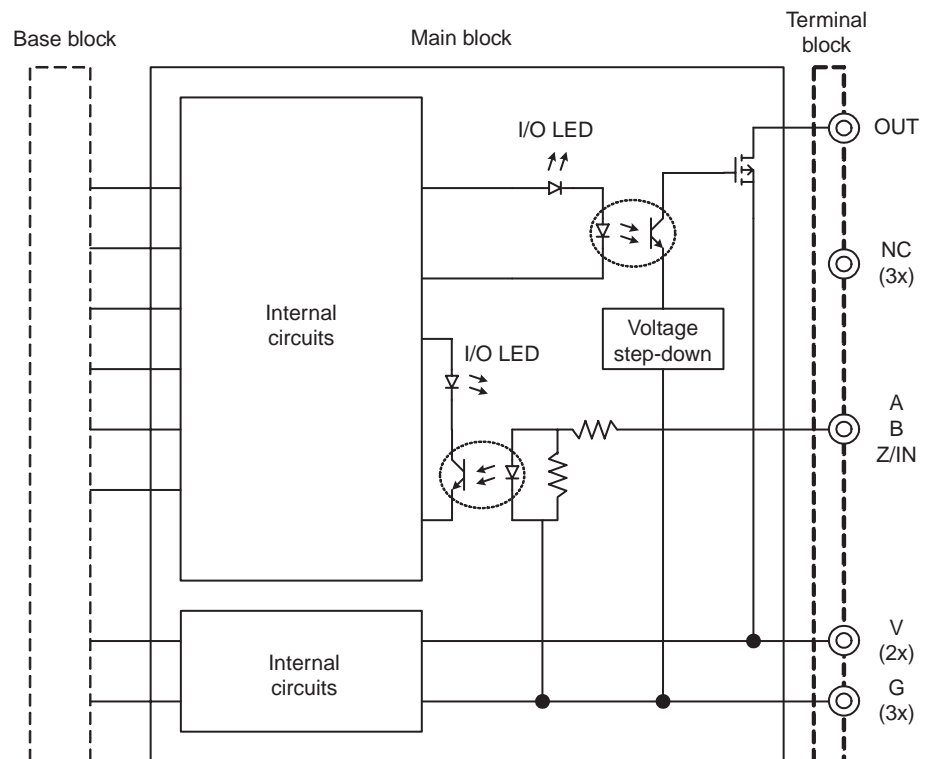 Base block
Main block
Terminal
block
I/O LED
OUT
NC
(3x)
Internal
circuits
Voltage
step-down
I/O LED
A
B
Z/IN
V
(2x)
Internal
circuits
G
(3x)